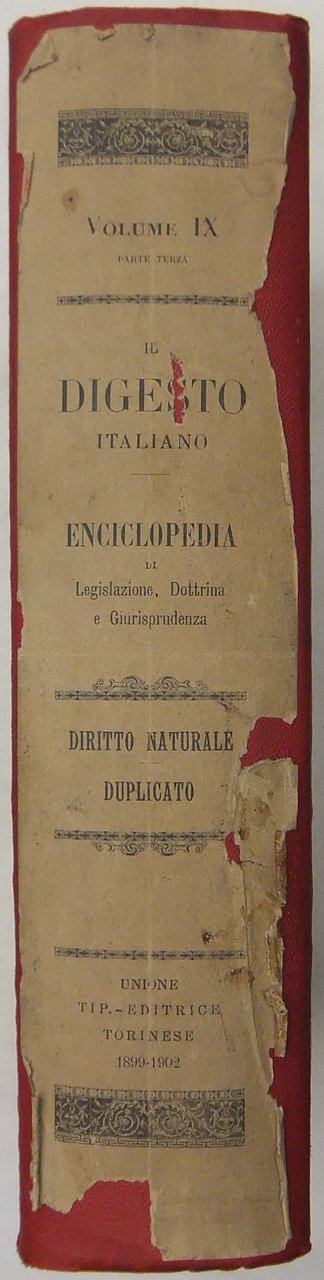 VOLUME IX
PARTE TERZA
IL
DIGESTO
ITALIANO
ENCICLOPEDIA
DI
Legislazione, Dottrina
e Giurisprudenza
DIRITTO NATURALE
DUPLICATO
UNIONE
TIP.-EDITRICE
TORINESE
1899-1902